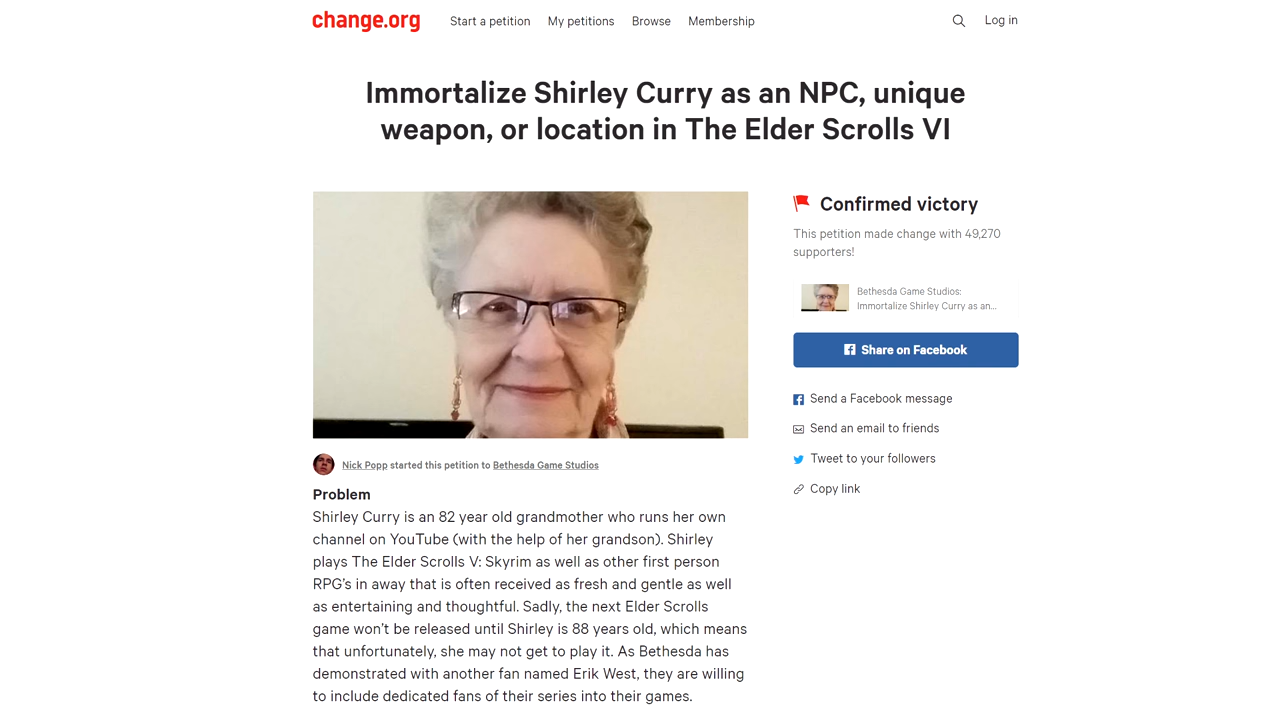 change.org
Start a petition
My petitions
Browse
Membership
Log in
Immortalize Shirley Curry as an NPC, unique
weapon, or location in The Elder Scrolls VI
Confirmed victory
This petition made change with 49,270
supporters!
Bethesda Game Studios:
Immortalize Shirley Curry as an...
Share on Facebook
Send a Facebook message
Send an email to friends
Tweet to your followers
Copy link
Nick Popp started this petition to Bethesda Game Studios
Problem
Shirley Curry is an 82 year old grandmother who runs her own
channel on YouTube (with the help of her grandson). Shirley
plays The Elder Scrolls V: Skyrim as well as other first person
RPG’s in away that is often received as fresh and gentle as well
as entertaining and thoughtful. Sadly, the next Elder Scrolls
game won’t be released until Shirley is 88 years old, which means
that unfortunately, she may not get to play it. As Bethesda has
demonstrated with another fan named Erik West, they are willing
to include dedicated fans of their series into their games.